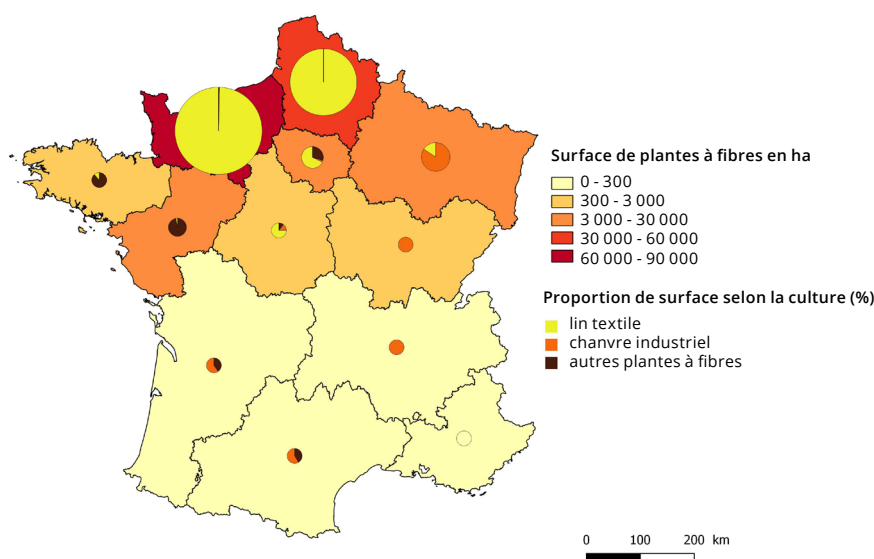 Surface de plantes à fibres en ha
0 - 300
300 - 3 000
3 000 - 30 000
30 000 - 60 000
60 000 - 90 000
Proportion de surface selon la culture (%)
lin textile
chanvre industriel
autres plantes à fibres
0 100 200 km